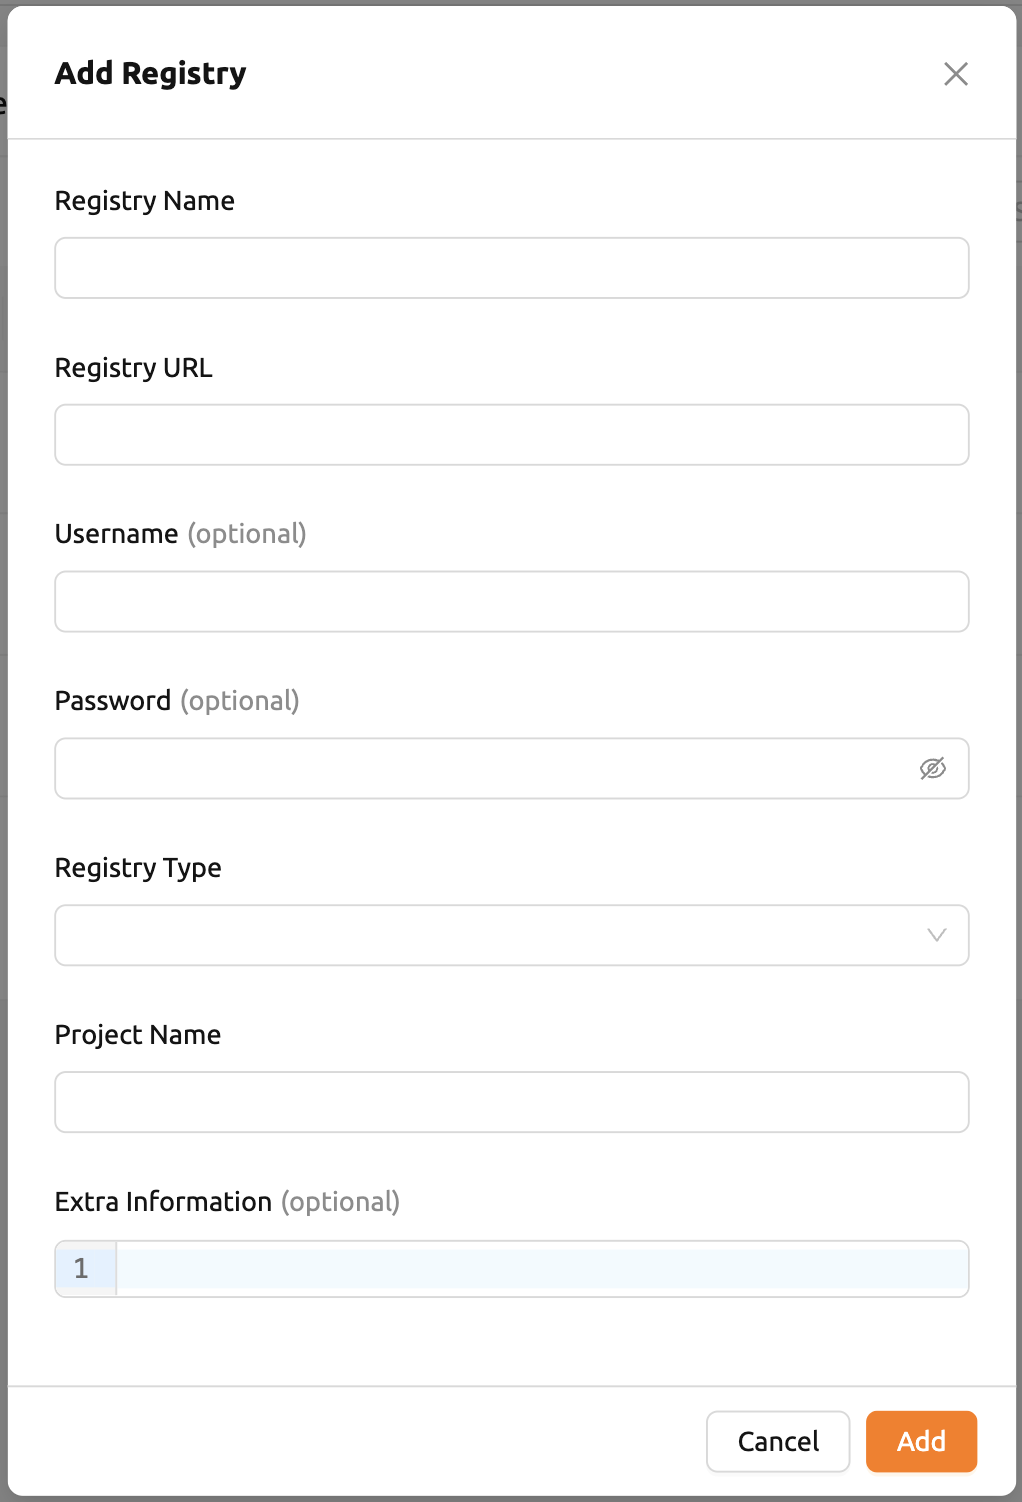 Add Registry
Registry Name
Registry URL
Username (optional)
Password (optional)
Registry Type
Project Name
Extra Information (optional)
1
Cancel
Add